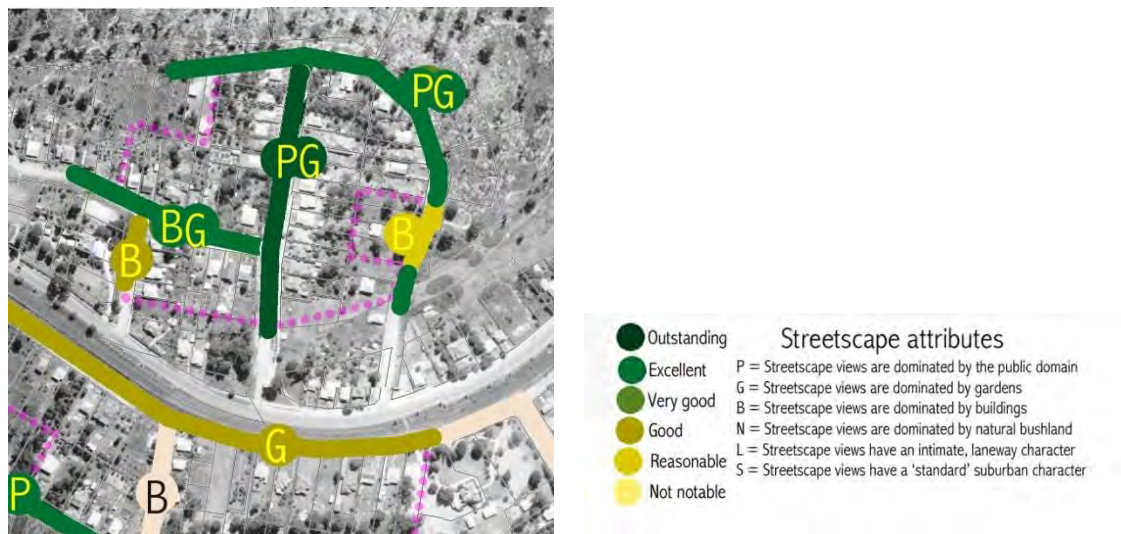 PG
PG
BG
B
B
G
P
B
Outstanding
Excellent
Very good
Good
Reasonable
Not notable
Streetscape attributes
P = Streetscape views are dominated by the public domain
G = Streetscape views are dominated by gardens
B = Streetscape views are dominated by buildings
N = Streetscape views are dominated by natural bushland
L = Streetscape views have an intimate, laneway character
S = Streetscape views have a 'standard' suburban character